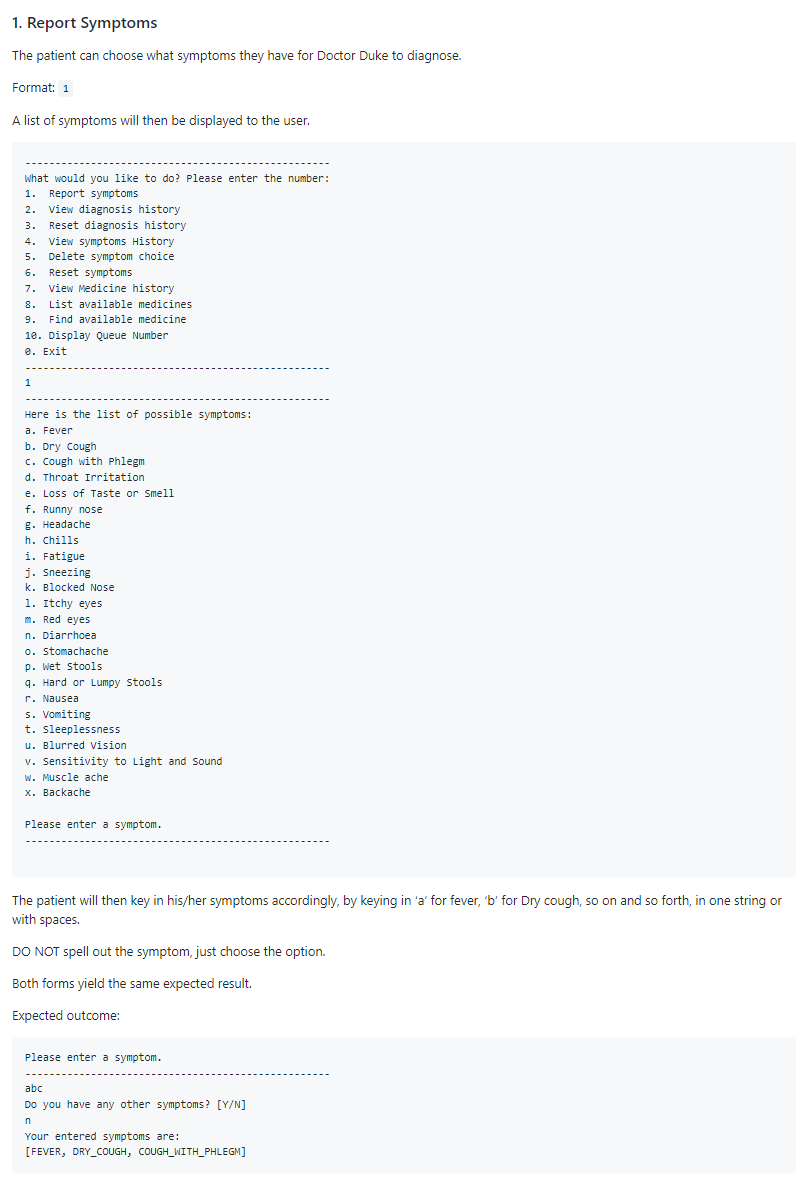 1. Report Symptoms
The patient can choose what symptoms they have for Doctor Duke to diagnose.
Format: 1
A list of symptoms will then be displayed to the user.
---------------------------------------------------
What would you like to do? Please enter the number:
1.  Report symptoms
2.  View diagnosis history
3.  Reset diagnosis history
4.  View symptoms History
5.  Delete symptom choice
6.  Reset symptoms
7.  View Medicine history
8.  List available medicines
9.  Find available medicine
10. Display Queue Number
0. Exit
---------------------------------------------------
1
---------------------------------------------------
Here is the list of possible symptoms:
a. Fever
b. Dry Cough
c. Cough with Phlegm
d. Throat Irritation
e. Loss of Taste or Smell
f. Runny nose
g. Headache
h. Chills
i. Fatigue
j. Sneezing
k. Blocked Nose
l. Itchy eyes
m. Red eyes
n. Diarrhoea
o. Stomachache
p. Wet Stools
q. Hard or Lumpy Stools
r. Nausea
s. Vomiting
t. Sleeplessness
u. Blurred Vision
v. Sensitivity to Light and Sound
w. Muscle ache
x. Backache
Please enter a symptom.
---------------------------------------------------
The patient will then key in his/her symptoms accordingly, by keying in 'a' for fever, 'b' for Dry cough, so on and so forth, in one string or
with spaces.
DO NOT spell out the symptom, just choose the option.
Both forms yield the same expected result.
Expected outcome:
Please enter a symptom.
---------------------------------------------------
abc
Do you have any other symptoms? [Y/N]
n
Your entered symptoms are:
[FEVER, DRY_COUGH, COUGH_WITH_PHLEGM]